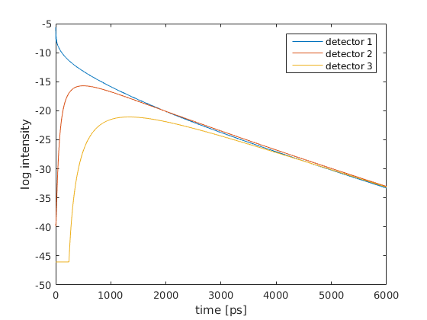 -5
-10
-15
-20
-25
-30
-35
-40
-45
-50
log intensity
detector 1
detector 2
detector 3
0 1000 2000 3000 4000 5000 6000
time [ps]